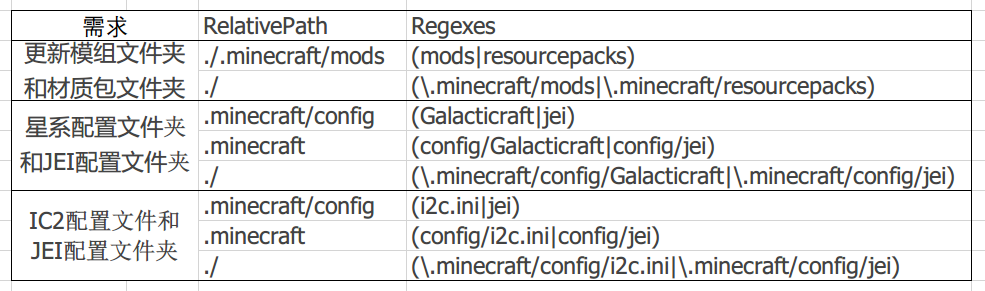 需求 RelativePath Regexes
更新模组文件夹 ./.minecraft/mods (mods|resourcepacks)
和材质包文件夹 ./ (\.minecraft/mods|\.minecraft/resourcepacks)
.minecraft/config (Galacticraft|jei)
星系配置文件夹
.minecraft (config/Galacticraft|config/jei)
和JEI配置文件夹
./ (\.minecraft/config/Galacticraft|\.minecraft/config/jei)
.minecraft/config (i2c.ini|jei)
IC2配置文件和
.minecraft (config/i2c.ini|config/jei)
JEI配置文件夹
./ (\.minecraft/config/i2c.ini|\.minecraft/config/jei)